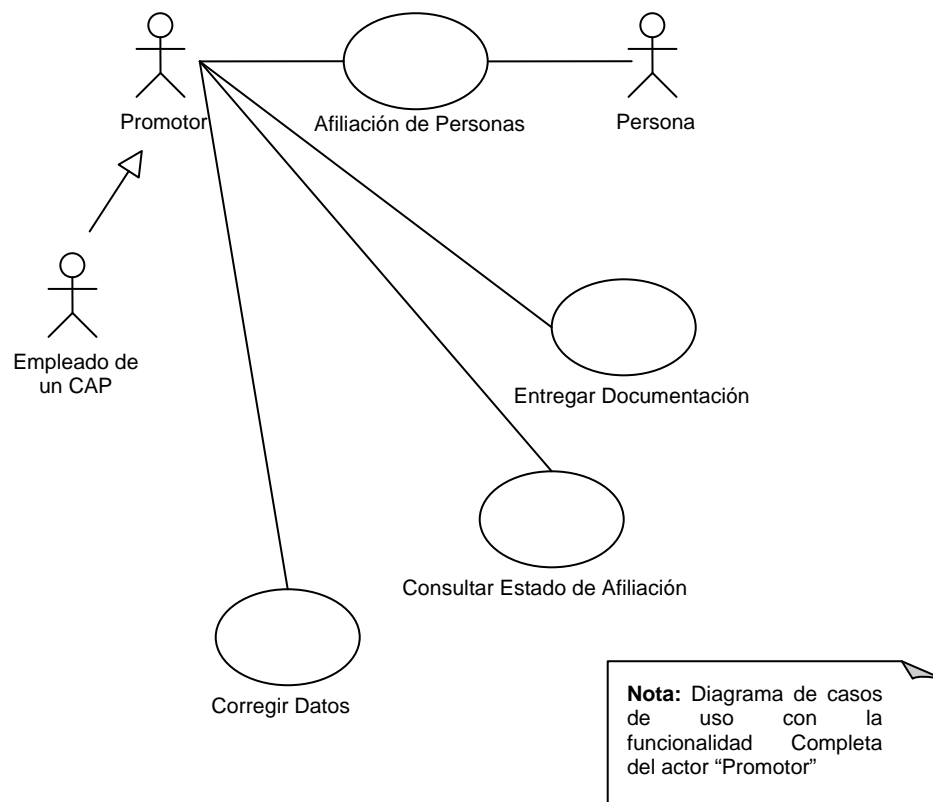 Promotor
Afiliación de Personas
Persona
Empleado de
un CAP
Entregar Documentación
Consultar Estado de Afiliación
Corregir Datos
Nota: Diagrama de casos
de uso con la
funcionalidad Completa
del actor “Promotor”